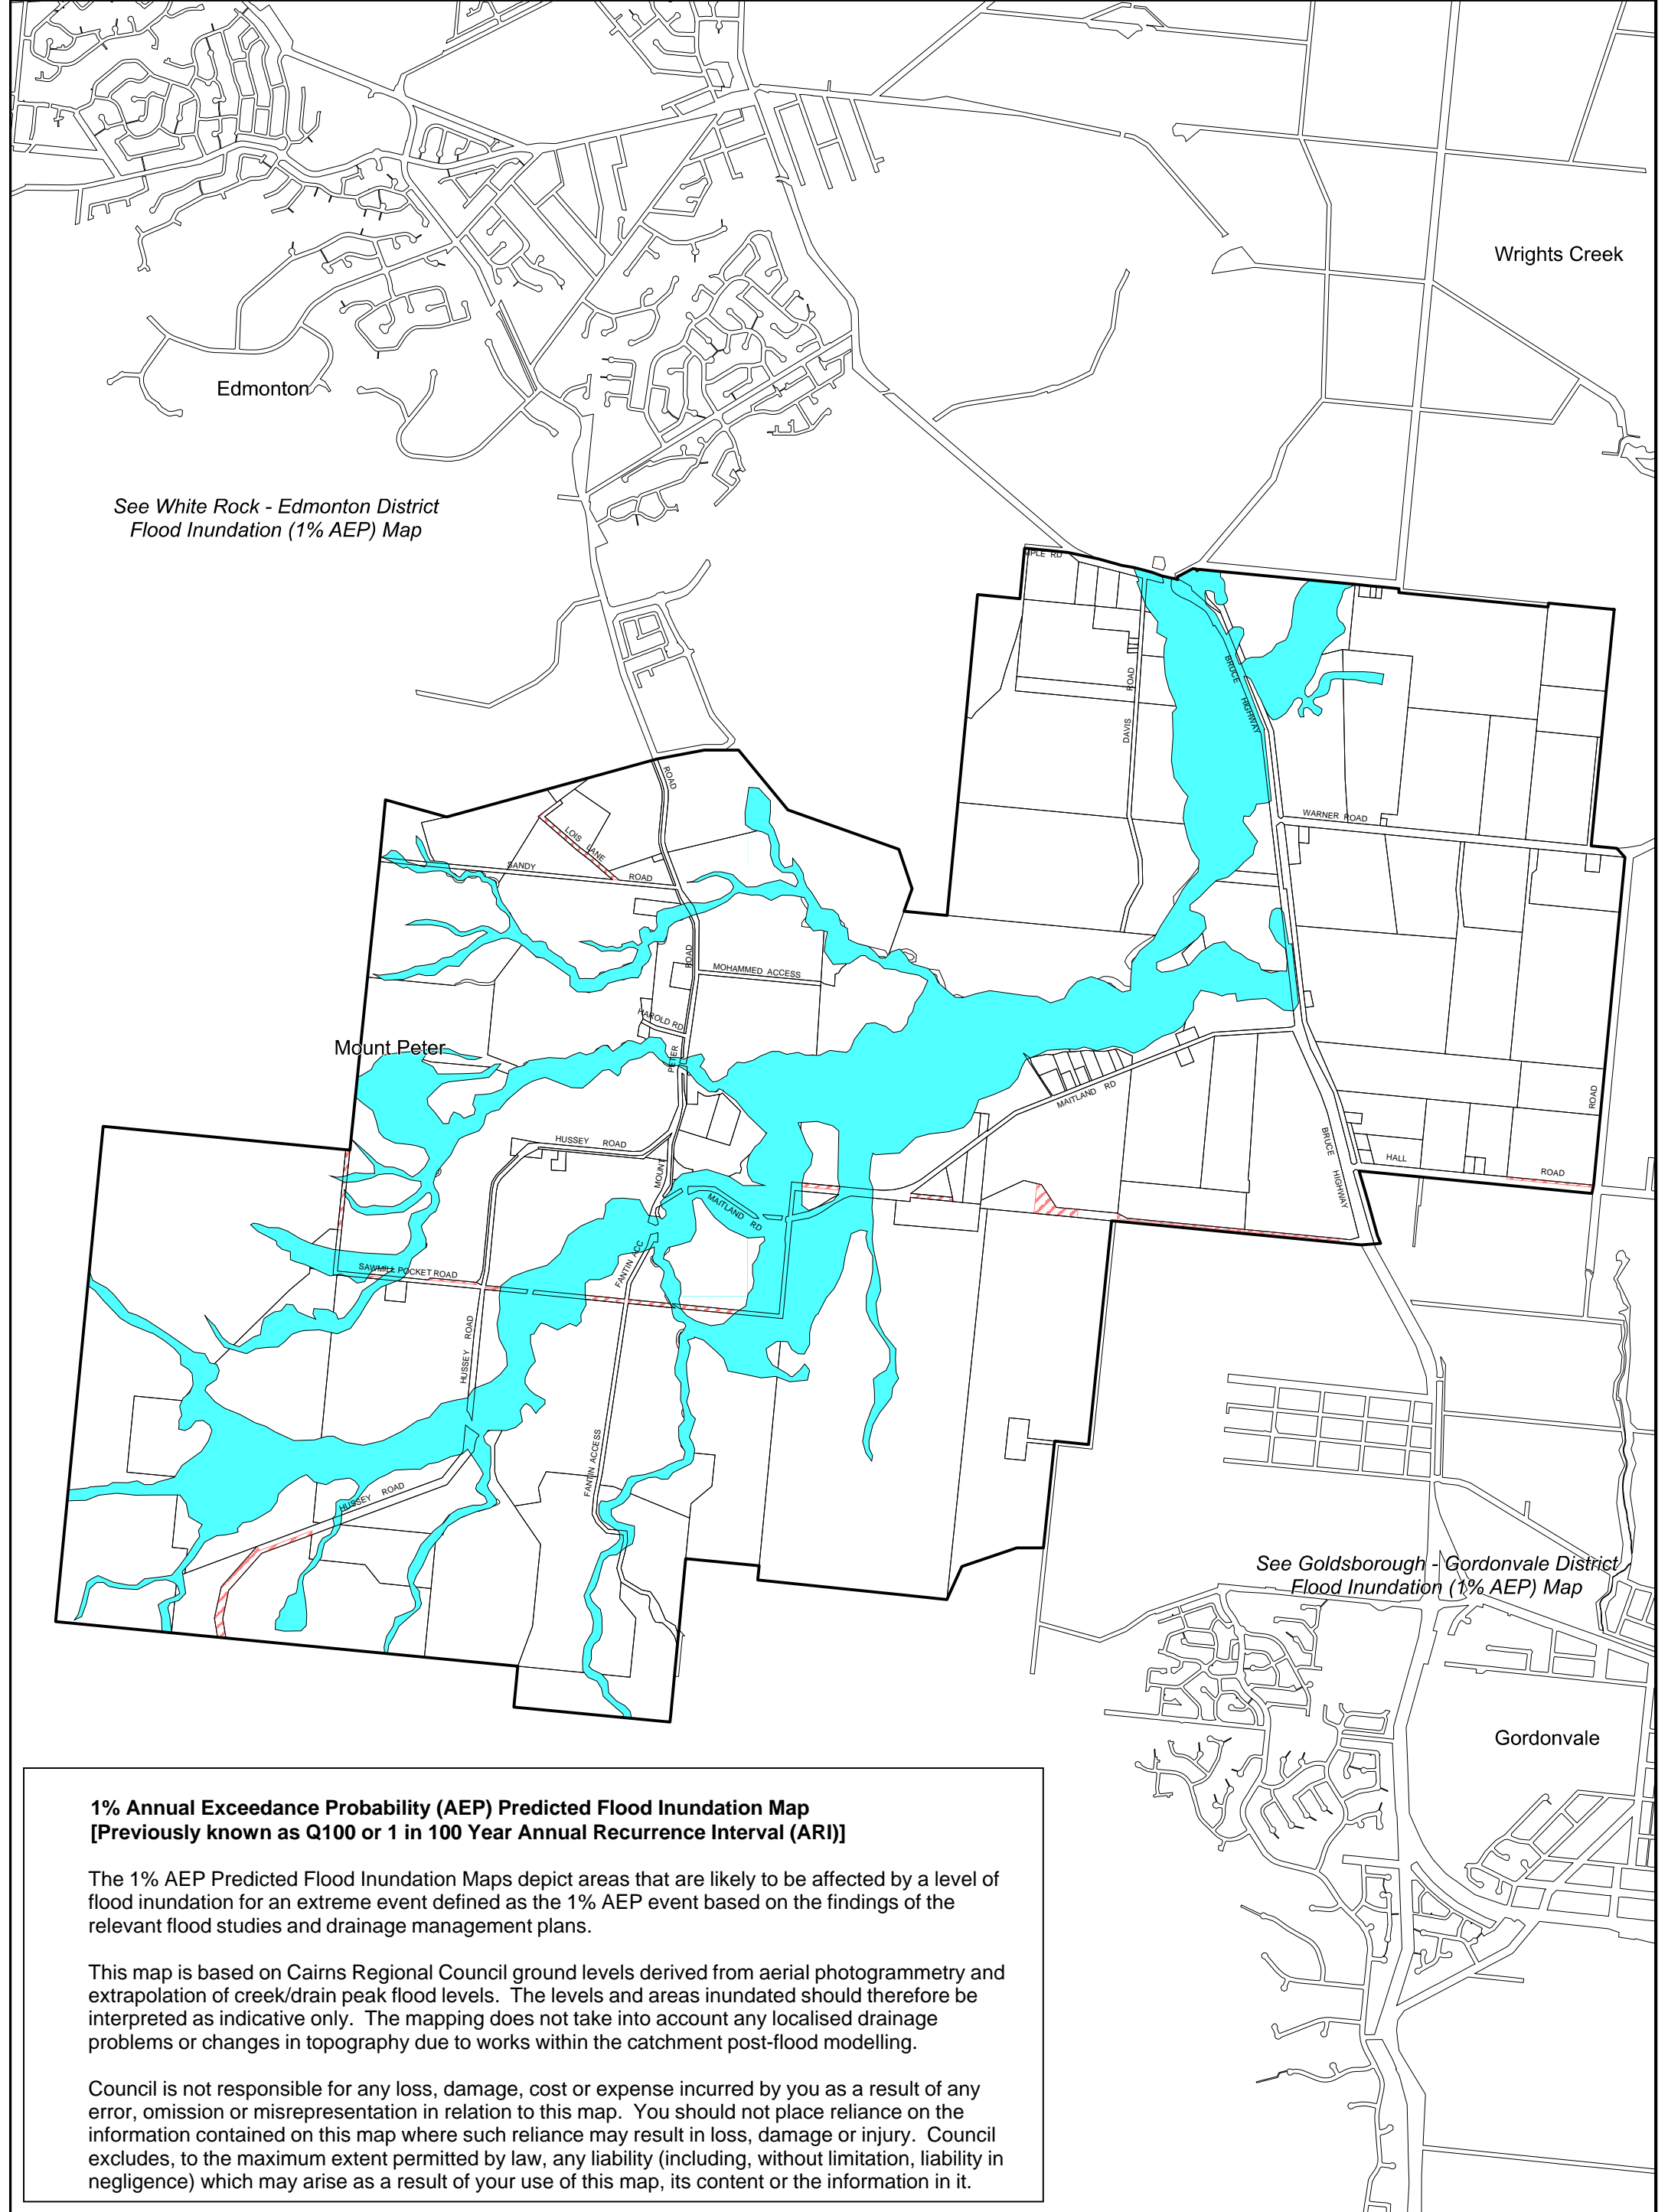 Wrights Creek
Edmonton
See White Rock - Edmonton District
Flood Inundation (1% AEP) Map
PLE RD
BRUCE
HIGHWAY
ROAD
DAVIS
WARNER ROAD
ROAD
LOIS LANE
SANDY
ROAD
ROAD
MOHAMMED ACCESS
HAROLD RD
Mount Peter
PETER
MAITLAND RD
ROAD
HUSSEY ROAD
MOUNT
BRUCE
HIGHWAY
HALL
ROAD
MAITLAND RD
FANTIN ACC
SAWMILL POCKET ROAD
HUSSEY ROAD
FANTIN ACCESS
HUSSEY ROAD
See Goldsborough - Gordonvale District
Flood Inundation (1% AEP) Map
Gordonvale
1% Annual Exceedance Probability (AEP) Predicted Flood Inundation Map
[Previously known as Q100 or 1 in 100 Year Annual Recurrence Interval (ARI)]
The 1% AEP Predicted Flood Inundation Maps depict areas that are likely to be affected by a level of
flood inundation for an extreme event defined as the 1% AEP event based on the findings of the
relevant flood studies and drainage management plans.
This map is based on Cairns Regional Council ground levels derived from aerial photogrammetry and
extrapolation of creek/drain peak flood levels. The levels and areas inundated should therefore be
interpreted as indicative only. The mapping does not take into account any localised drainage
problems or changes in topography due to works within the catchment post-flood modelling.
Council is not responsible for any loss, damage, cost or expense incurred by you as a result of any
error, omission or misrepresentation in relation to this map. You should not place reliance on the
information contained on this map where such reliance may result in loss, damage or injury. Council
excludes, to the maximum extent permitted by law, any liability (including, without limitation, liability in
negligence) which may arise as a result of your use of this map, its content or the information in it.